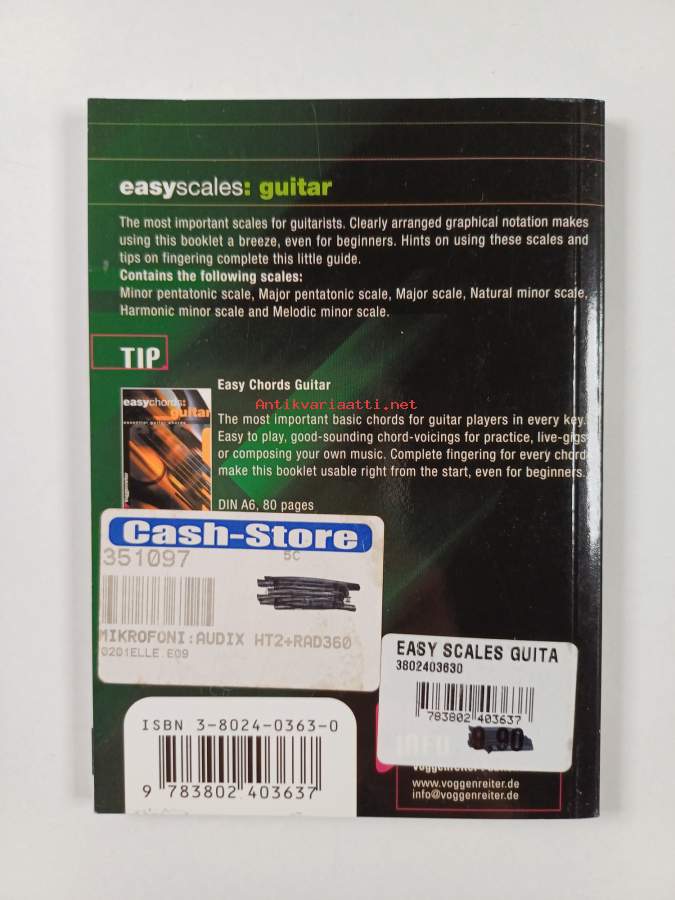 easyscales: guitar
The most important scales for guitarists. Clearly arranged graphical notation makes
using this booklet a breeze, even for beginners. Hints on using these scales and
tips on fingering complete this little guide.
Contains the following scales:
Minor pentatonic scale, Major pentatonic scale, Major scale, Natural minor scale,
Harmonic minor scale and Melodic minor scale.
TIP
easychords:
guitar
essential guitar chords
Easy Chords Guitar
Antikvariaatti.net
The most important basic chords for guitar players in every key.
Easy to play, good-sounding chord-voicings for practice, live-gigs
or composing your own music. Complete fingering for every chord
make this booklet usable right from the start, even for beginners.
DIN A6, 80 pages
Cash-Store
351097
5C
MIKROFONI:AUDIX HT2+RAD360
0201ELLE.E09
EASY SCALES GUITA
3802403630
9 783802 403637
9.90
INFO
www.voggenreiter.de
info@voggenreiter.de
ISBN 3-8024-0363-0
9 783802 403637